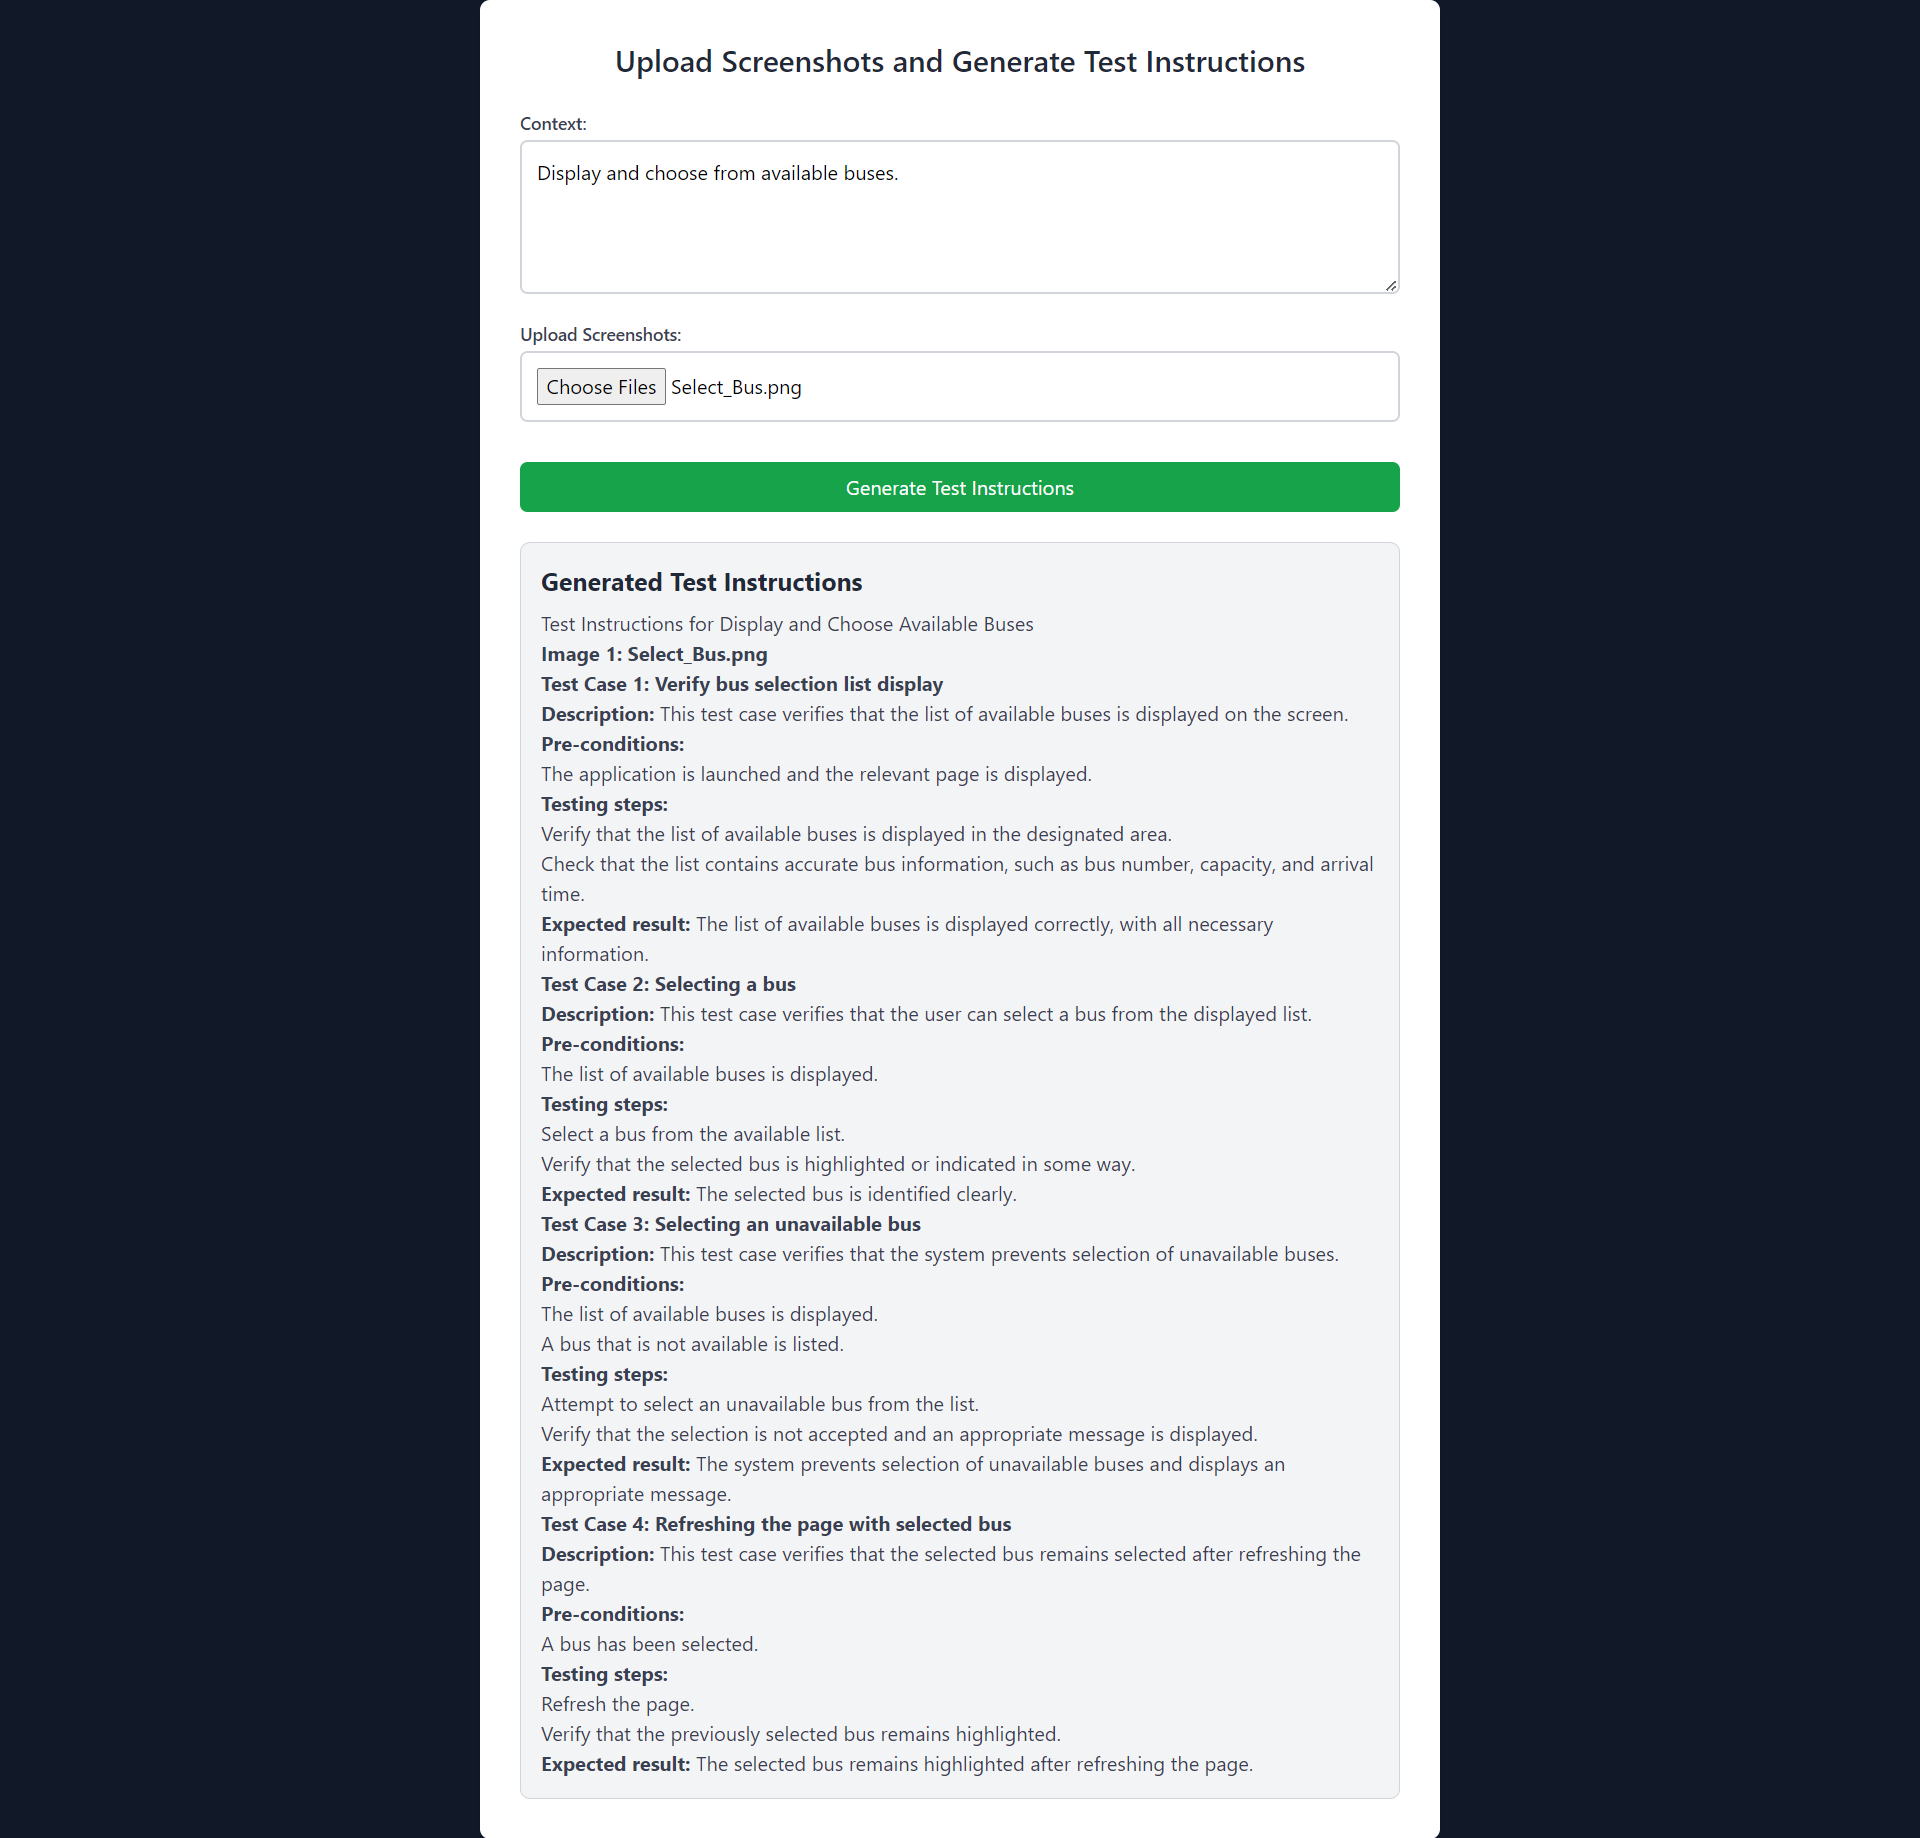 Upload Screenshots and Generate Test Instructions
Context:
Display and choose from available buses.
Upload Screenshots:
Choose Files Select_Bus.png
Generate Test Instructions
Generated Test Instructions
Test Instructions for Display and Choose Available Buses
Image 1: Select_Bus.png
Test Case 1: Verify bus selection list display
Description: This test case verifies that the list of available buses is displayed on the screen.
Pre-conditions:
The application is launched and the relevant page is displayed.
Testing steps:
Verify that the list of available buses is displayed in the designated area.
Check that the list contains accurate bus information, such as bus number, capacity, and arrival
time.
Expected result: The list of available buses is displayed correctly, with all necessary
information.
Test Case 2: Selecting a bus
Description: This test case verifies that the user can select a bus from the displayed list.
Pre-conditions:
The list of available buses is displayed.
Testing steps:
Select a bus from the available list.
Verify that the selected bus is highlighted or indicated in some way.
Expected result: The selected bus is identified clearly.
Test Case 3: Selecting an unavailable bus
Description: This test case verifies that the system prevents selection of unavailable buses.
Pre-conditions:
The list of available buses is displayed.
A bus that is not available is listed.
Testing steps:
Attempt to select an unavailable bus from the list.
Verify that the selection is not accepted and an appropriate message is displayed.
Expected result: The system prevents selection of unavailable buses and displays an
appropriate message.
Test Case 4: Refreshing the page with selected bus
Description: This test case verifies that the selected bus remains selected after refreshing the
page.
Pre-conditions:
A bus has been selected.
Testing steps:
Refresh the page.
Verify that the previously selected bus remains highlighted.
Expected result: The selected bus remains highlighted after refreshing the page.